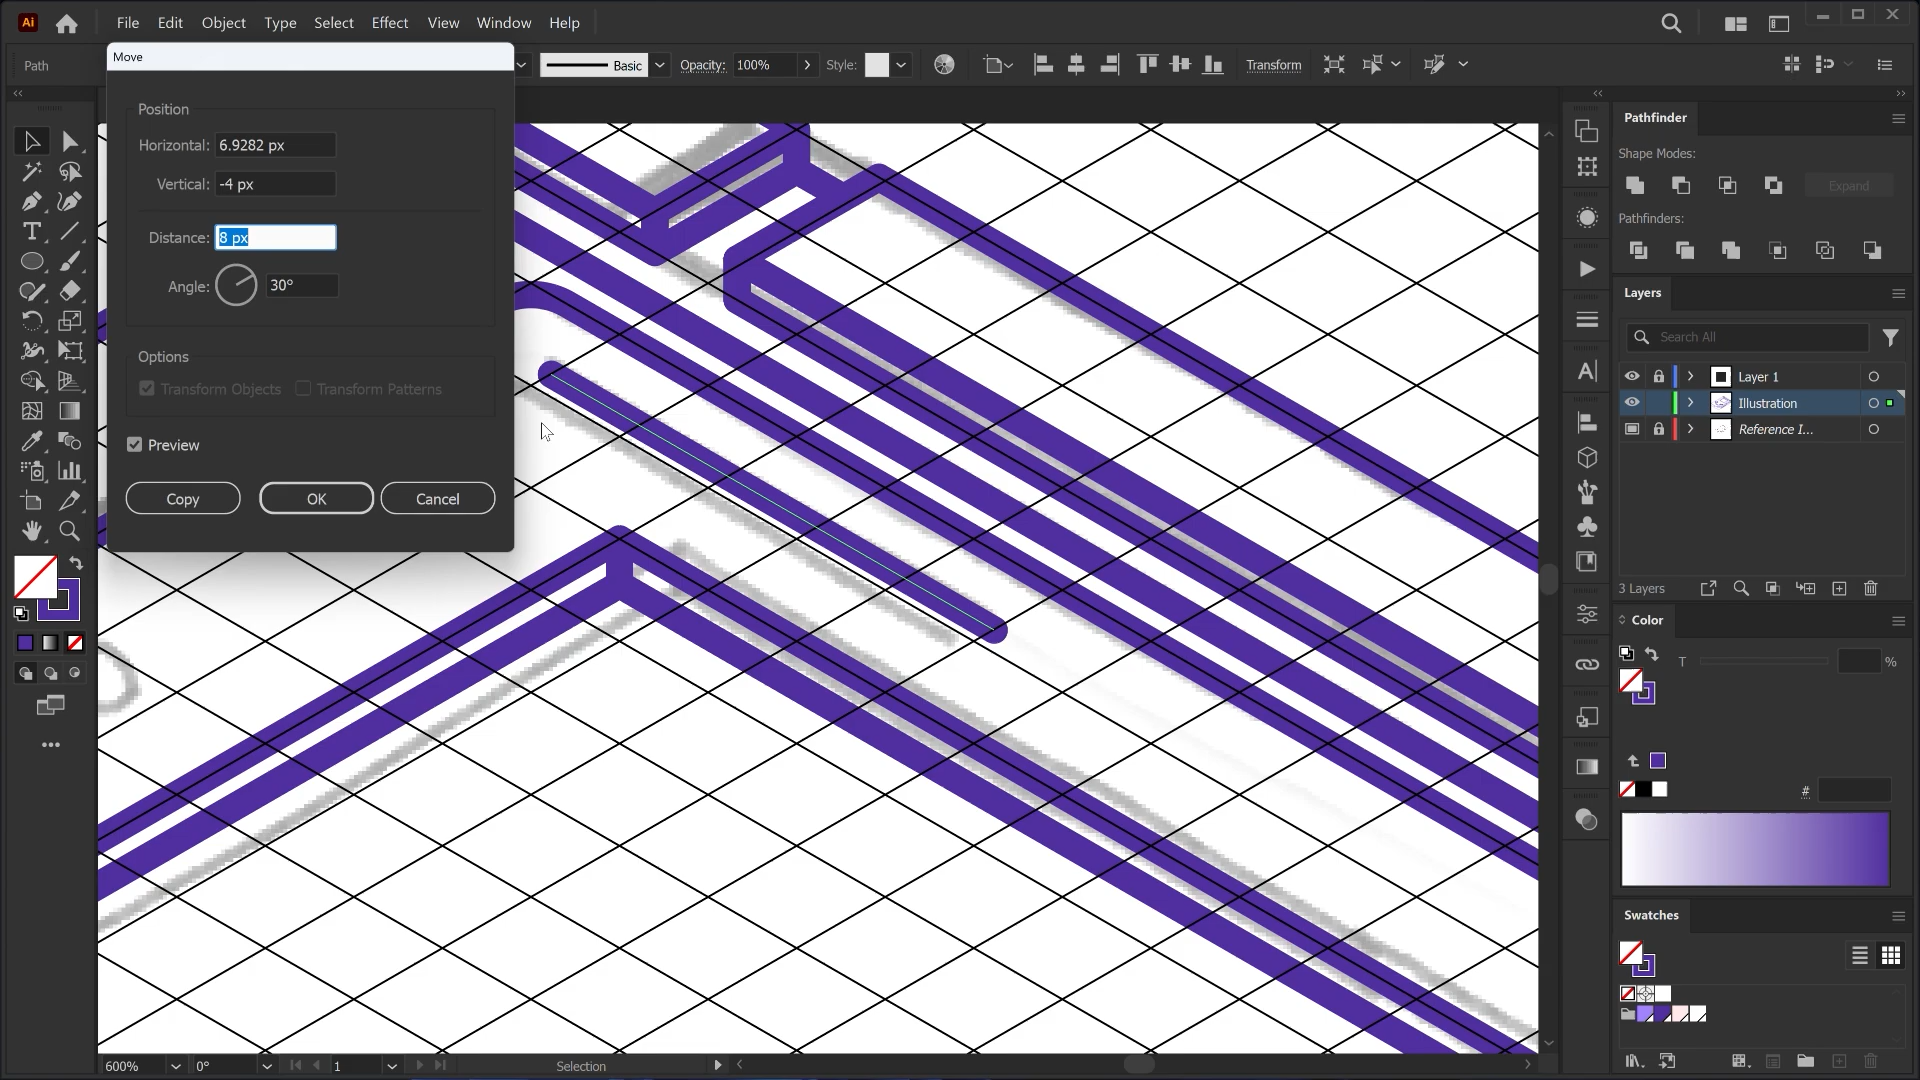 Ai File Edit Object Type Select Effect View Window Help
Path Basic Opacity: 100% Style: Transform
Move
Position
Horizontal: 6.9282 px
Vertical: -4 px
Distance: 8 px
Angle: 30°
Options
Transform Objects Transform Patterns
Preview
Copy OK Cancel
Pathfinder
Shape Modes:
Expand
Pathfinders:
Layers
Search All
Layer 1
Illustration
Reference I...
3 Layers
Color
T %
#
Swatches
600% 0° 1 Selection